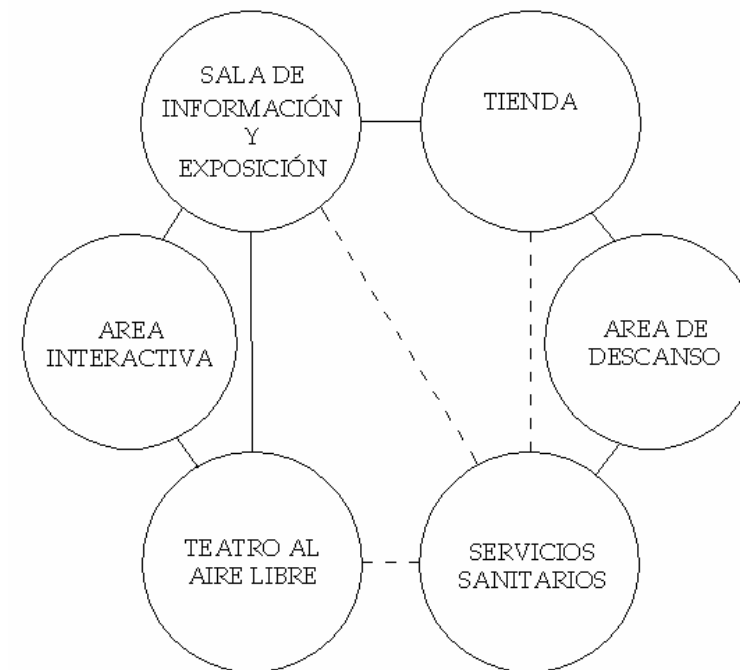 SALA DE
INFORMACIÓN
Y
EXPOSICIÓN
TIENDA
AREA
INTERACTIVA
AREA DE
DESCANSO
TEATRO AL
AIRE LIBRE
SERVICIOS
SANITARIOS